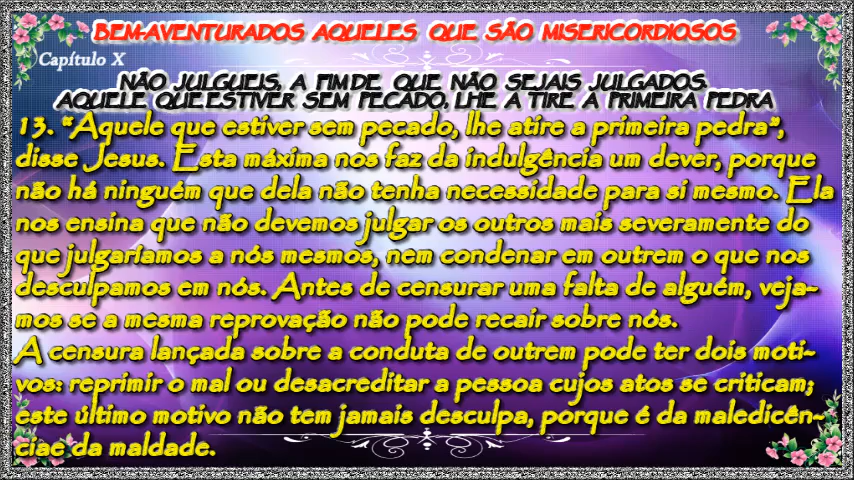 BEM-AVENTURADOS AQUELES QUE SÃO MISERICORDIOSOS
Capítulo X
NÃO JULGUEIS, A FIM DE QUE NÃO SEJAIS JULGADOS.
AQUELE QUE ESTIVER SEM PECADO, LHE A TIRE A PRIMEIRA PEDRA
13. “Aquele que estiver sem pecado, lhe atire a primeira pedra”,
disse Jesus. Esta máxima nos faz da indulgência um dever, porque
não há ninguém que dela não tenha necessidade para si mesmo. Ela
nos ensina que não devemos julgar os outros mais severamente do
que julgaríamos a nós mesmos, nem condenar em outrem o que nos
desculpamos em nós. Antes de censurar uma falta de alguém, veja-
mos se a mesma reprovação não pode recair sobre nós.
A censura lançada sobre a conduta de outrem pode ter dois moti-
vos: reprimir o mal ou desacreditar a pessoa cujos atos se criticam;
este último motivo não tem jamais desculpa, porque é da maledicên-
ciae da maldade.